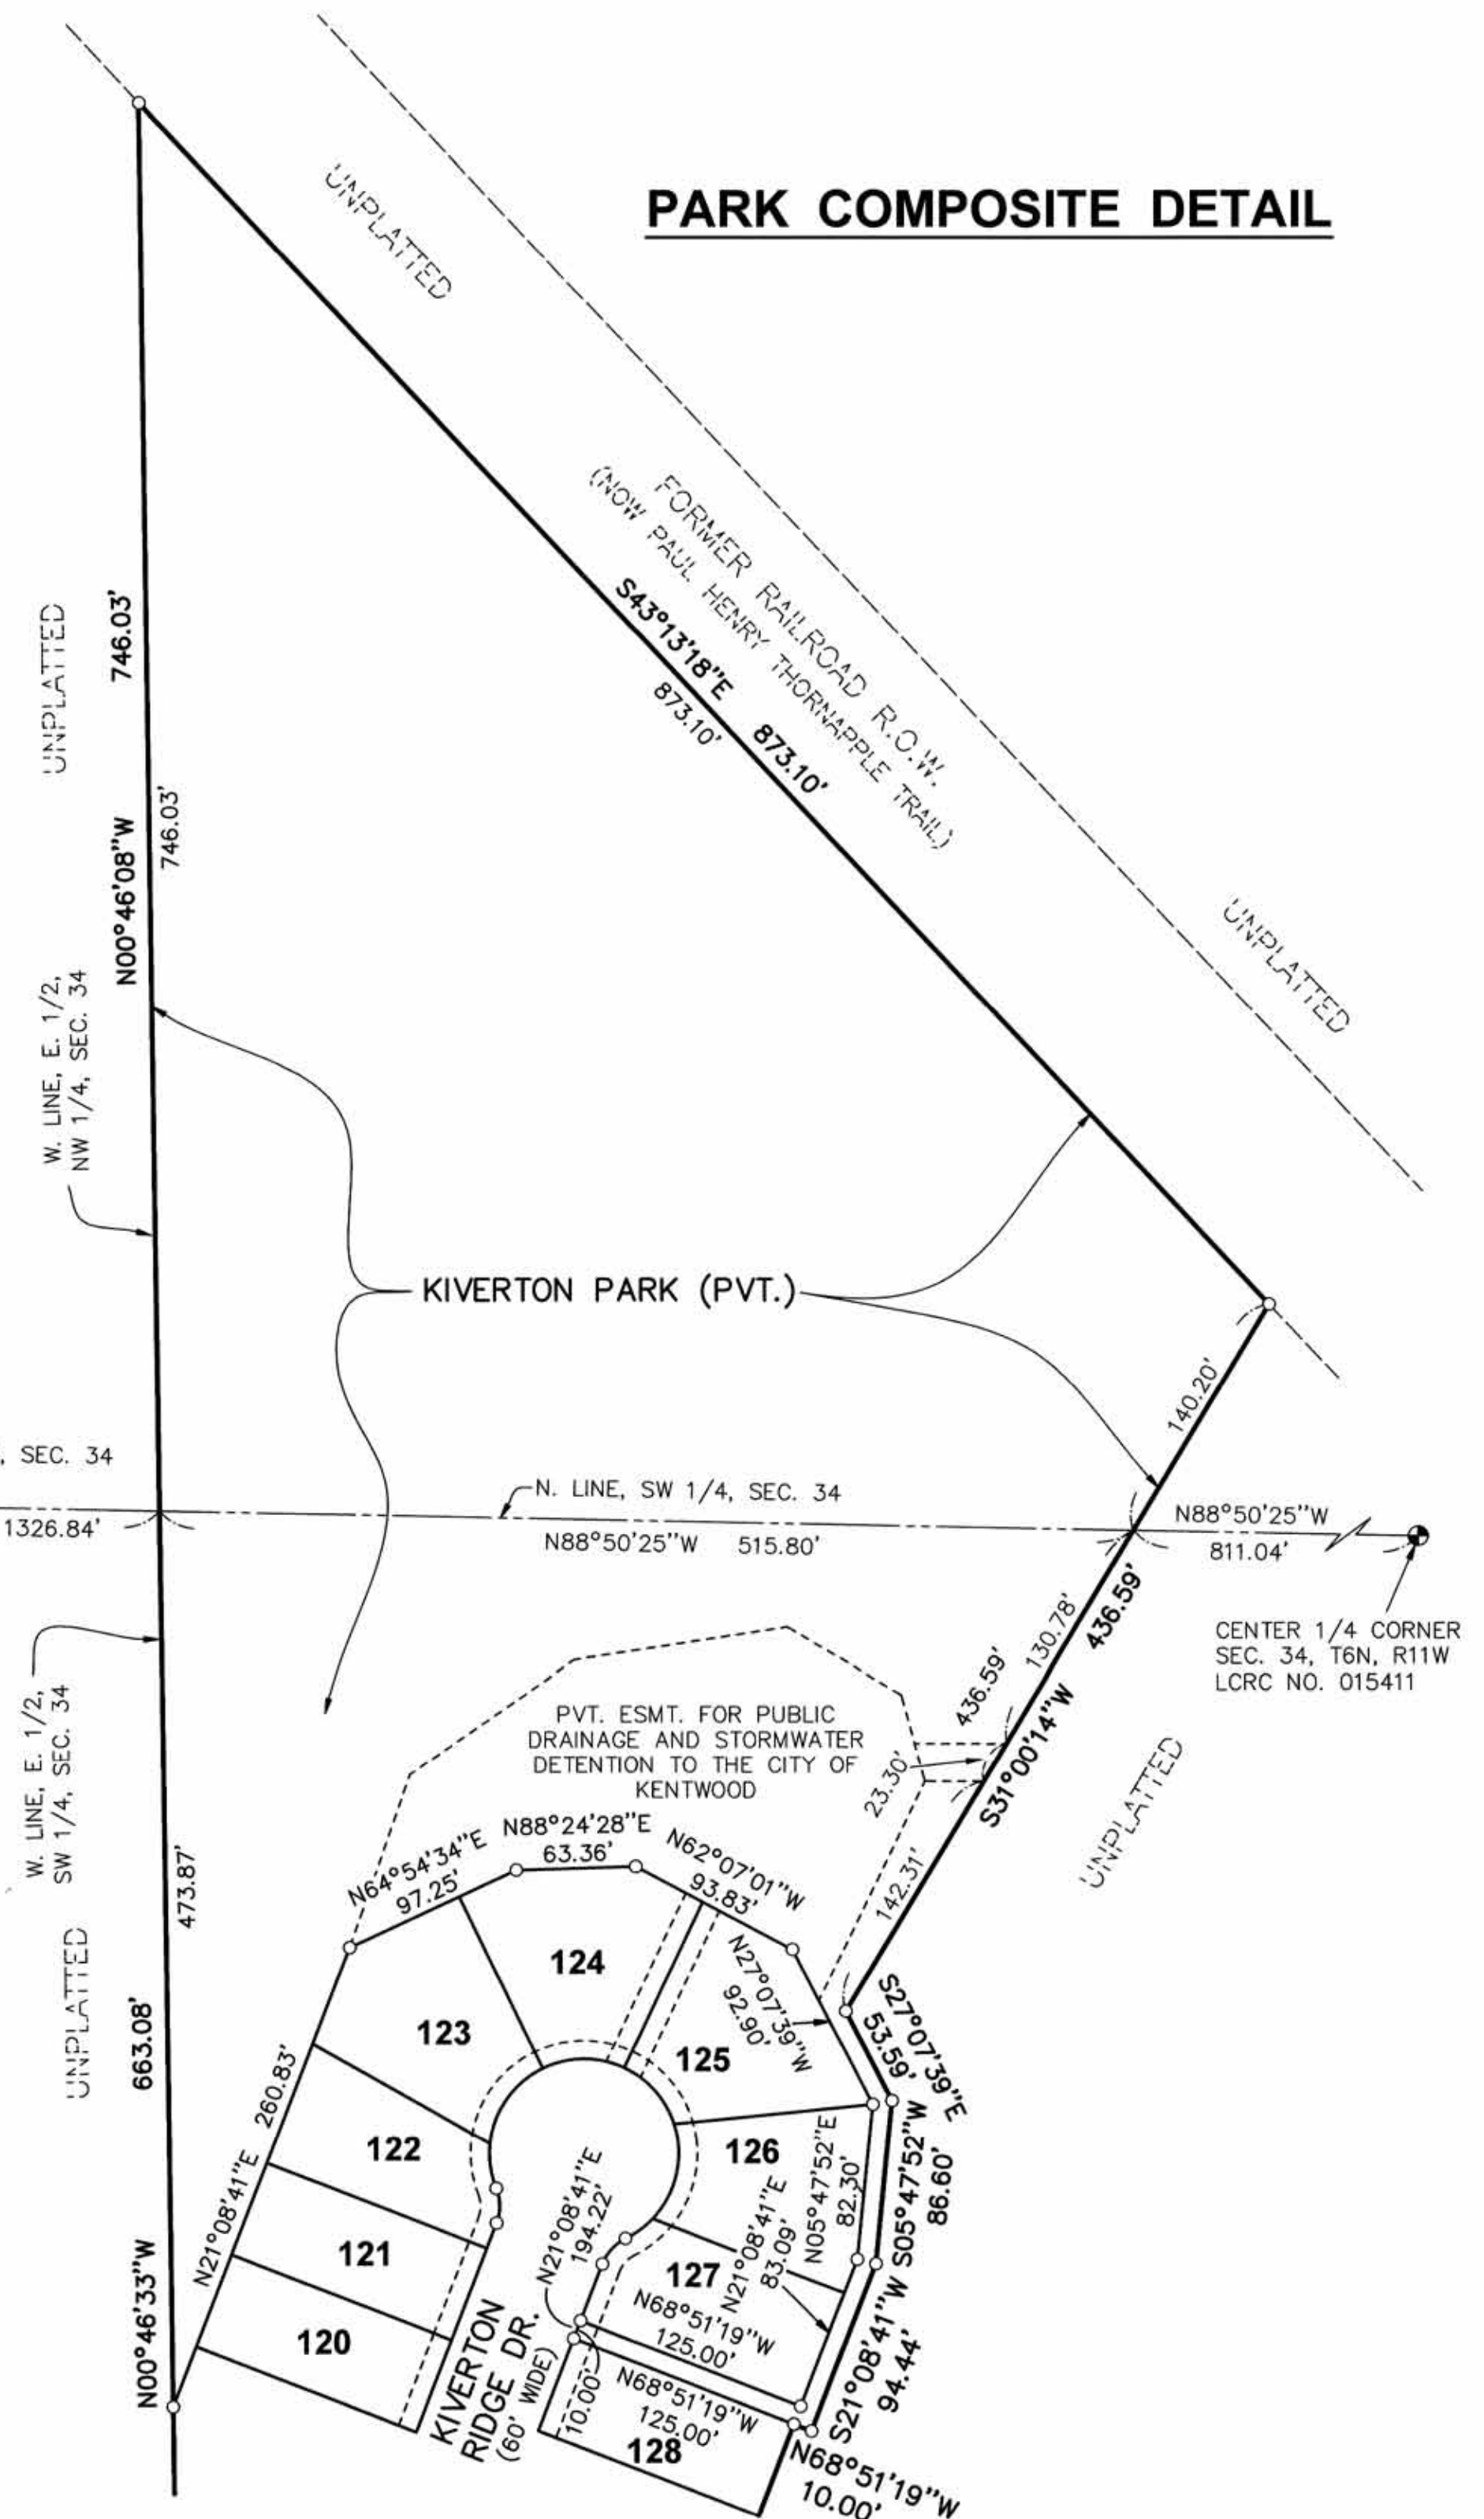 PARK COMPOSITE DETAIL
UNPLATTED
FORMER RAILROAD R.O.W.
(NOW PAUL HENRY THORNAPPLE TRAIL)
S43°13'18"E 873.10'
873.10'
UNPLATTED
UNPLATTED
N00°46'08"W 746.03'
746.03'
W. LINE, E. 1/2,
NW 1/4, SEC. 34
KIVERTON PARK (PVT.)
140.20'
, SEC. 34
1326.84'
N. LINE, SW 1/4, SEC. 34
N88°50'25"W 515.80'
N88°50'25"W
811.04'
CENTER 1/4 CORNER
SEC. 34, T6N, R11W
LCRC NO. 015411
S31°00'14"W 436.59'
130.78'
436.59'
23.30'
142.31'
UNPLATTED
W. LINE, E. 1/2,
SW 1/4, SEC. 34
PVT. ESMT. FOR PUBLIC
DRAINAGE AND STORMWATER
DETENTION TO THE CITY OF
KENTWOOD
473.87'
UNPLATTED
N00°46'33"W 663.08'
N64°54'34"E
97.25'
N88°24'28"E
63.36'
N62°07'01"W
93.83'
N27°07'39"W
92.90'
S27°07'39"E
53.59'
124
123
125
N21°08'41"E 260.83'
122
126
N05°47'52"E
82.30'
S05°47'52"W
86.60'
N21°08'41"E
194.22'
N21°08'41"E
83.09'
121
127
N68°51'19"W
125.00'
S21°08'41"W
94.44'
120
KIVERTON
RIDGE DR.
(60' WIDE)
10.00'
N68°51'19"W
125.00'
128
N68°51'19"W
10.00'